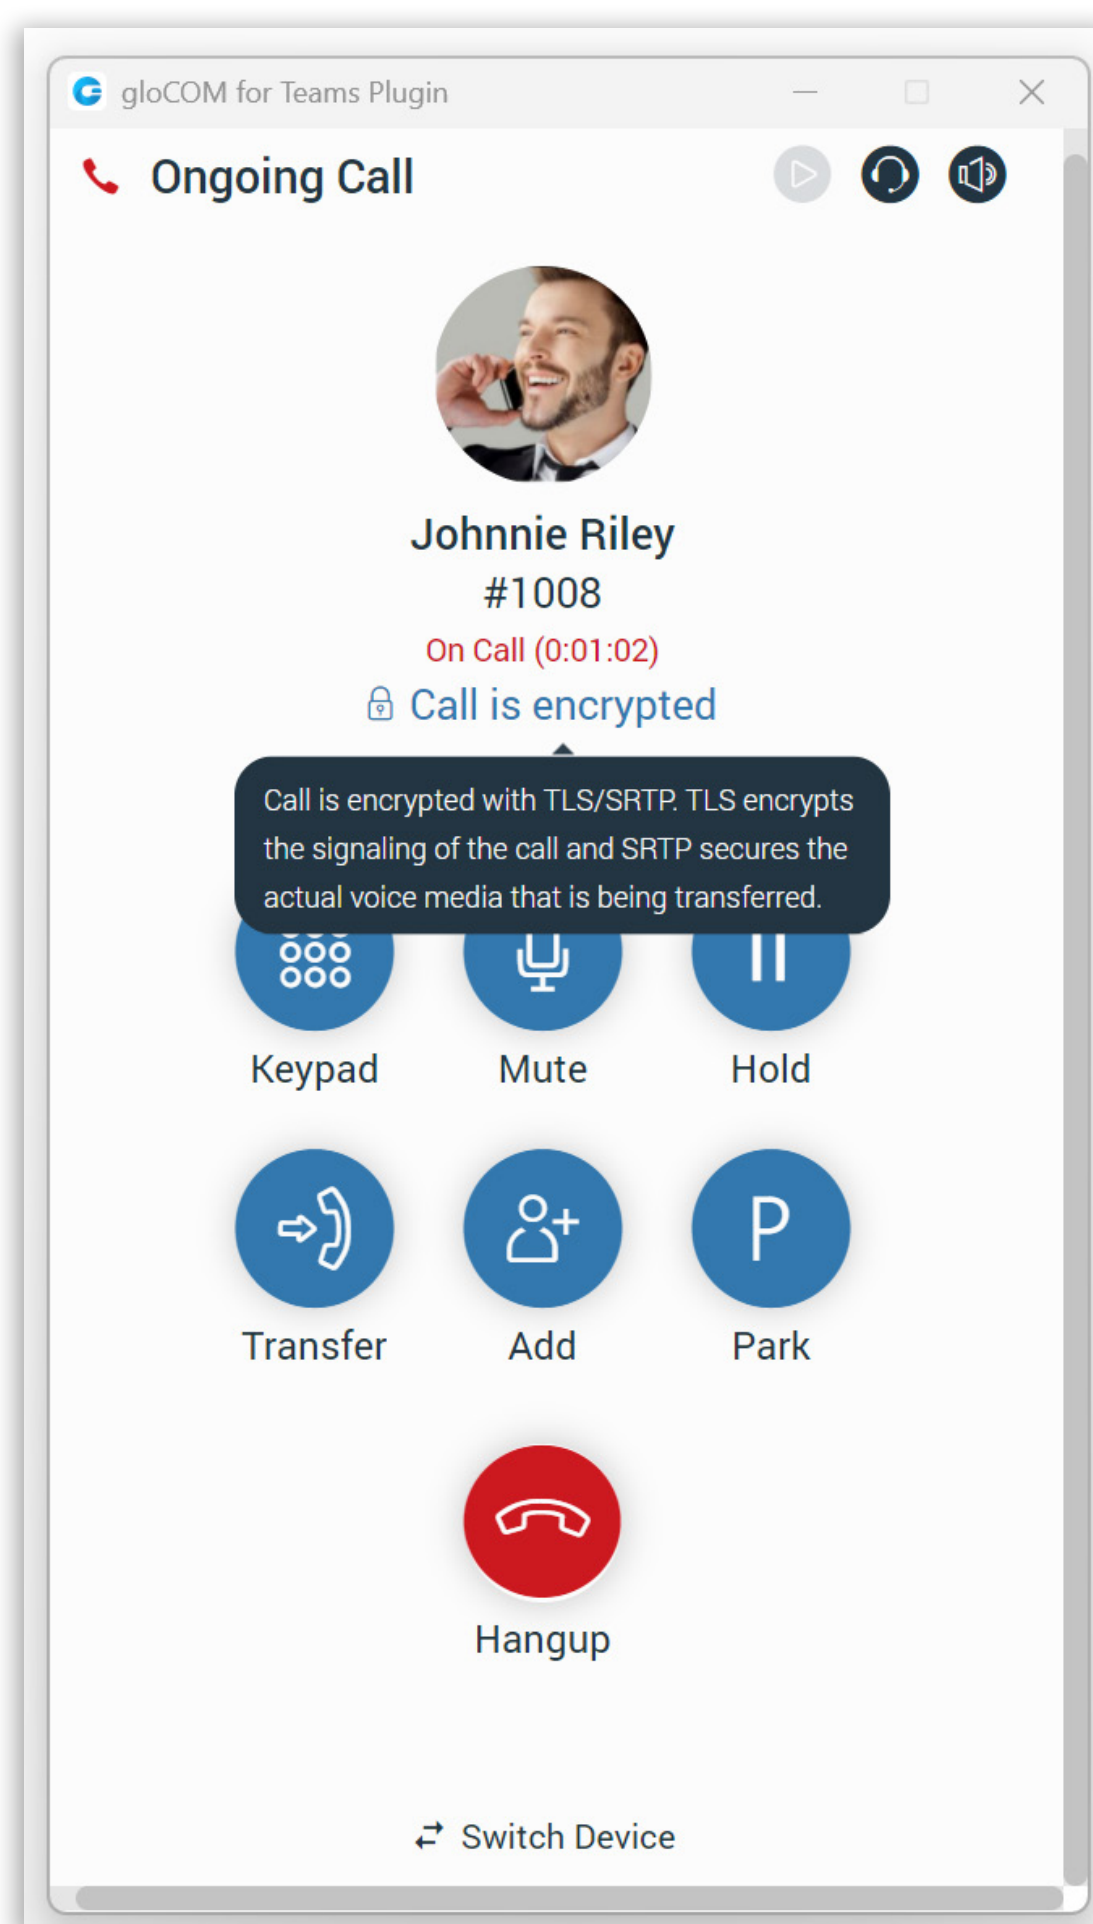 gloCOM for Teams Plugin
Ongoing Call
Johnnie Riley
#1008
On Call (0:01:02)
Call is encrypted
Call is encrypted with TLS/SRTP. TLS encrypts
the signaling of the call and SRTP secures the
actual voice media that is being transferred.
Keypad Mute Hold
P
Transfer Add Park
Hangup
Switch Device